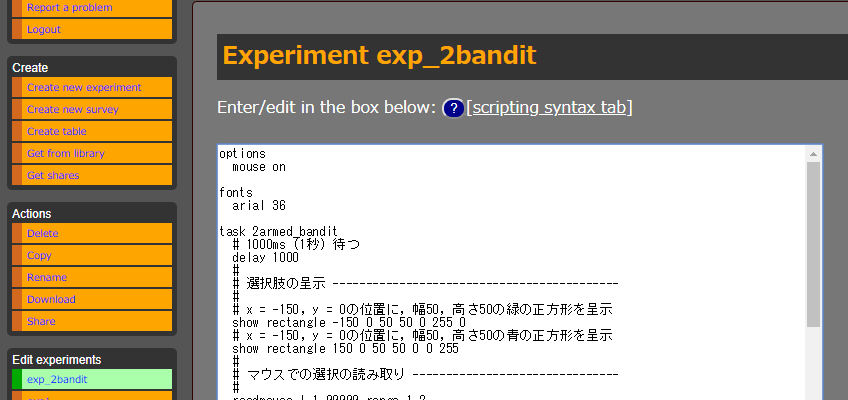 Report a problem
Logout
Create
Create new experiment
Create new survey
Create table
Get from library
Get shares
Actions
Delete
Copy
Rename
Download
Share
Edit experiments
exp_2bandit
Experiment exp_2bandit
Enter/edit in the box below: ? [scripting syntax tab]
options
mouse on
fonts
arial 36
task 2armed_bandit
# 1000ms (1秒) 待つ
delay 1000
#
# 選択肢の呈示 ------------------------------------------
#
# x = -150, y = 0の位置に，幅50，高さ50の緑の正方形を呈示
show rectangle -150 0 50 50 0 255 0
# x = -150, y = 0の位置に，幅50，高さ50の青の正方形を呈示
show rectangle 150 0 50 50 0 0 255
#
# マウスでの選択の読み取り -------------------------------
#
readmouse l 1 99999 range 1 2